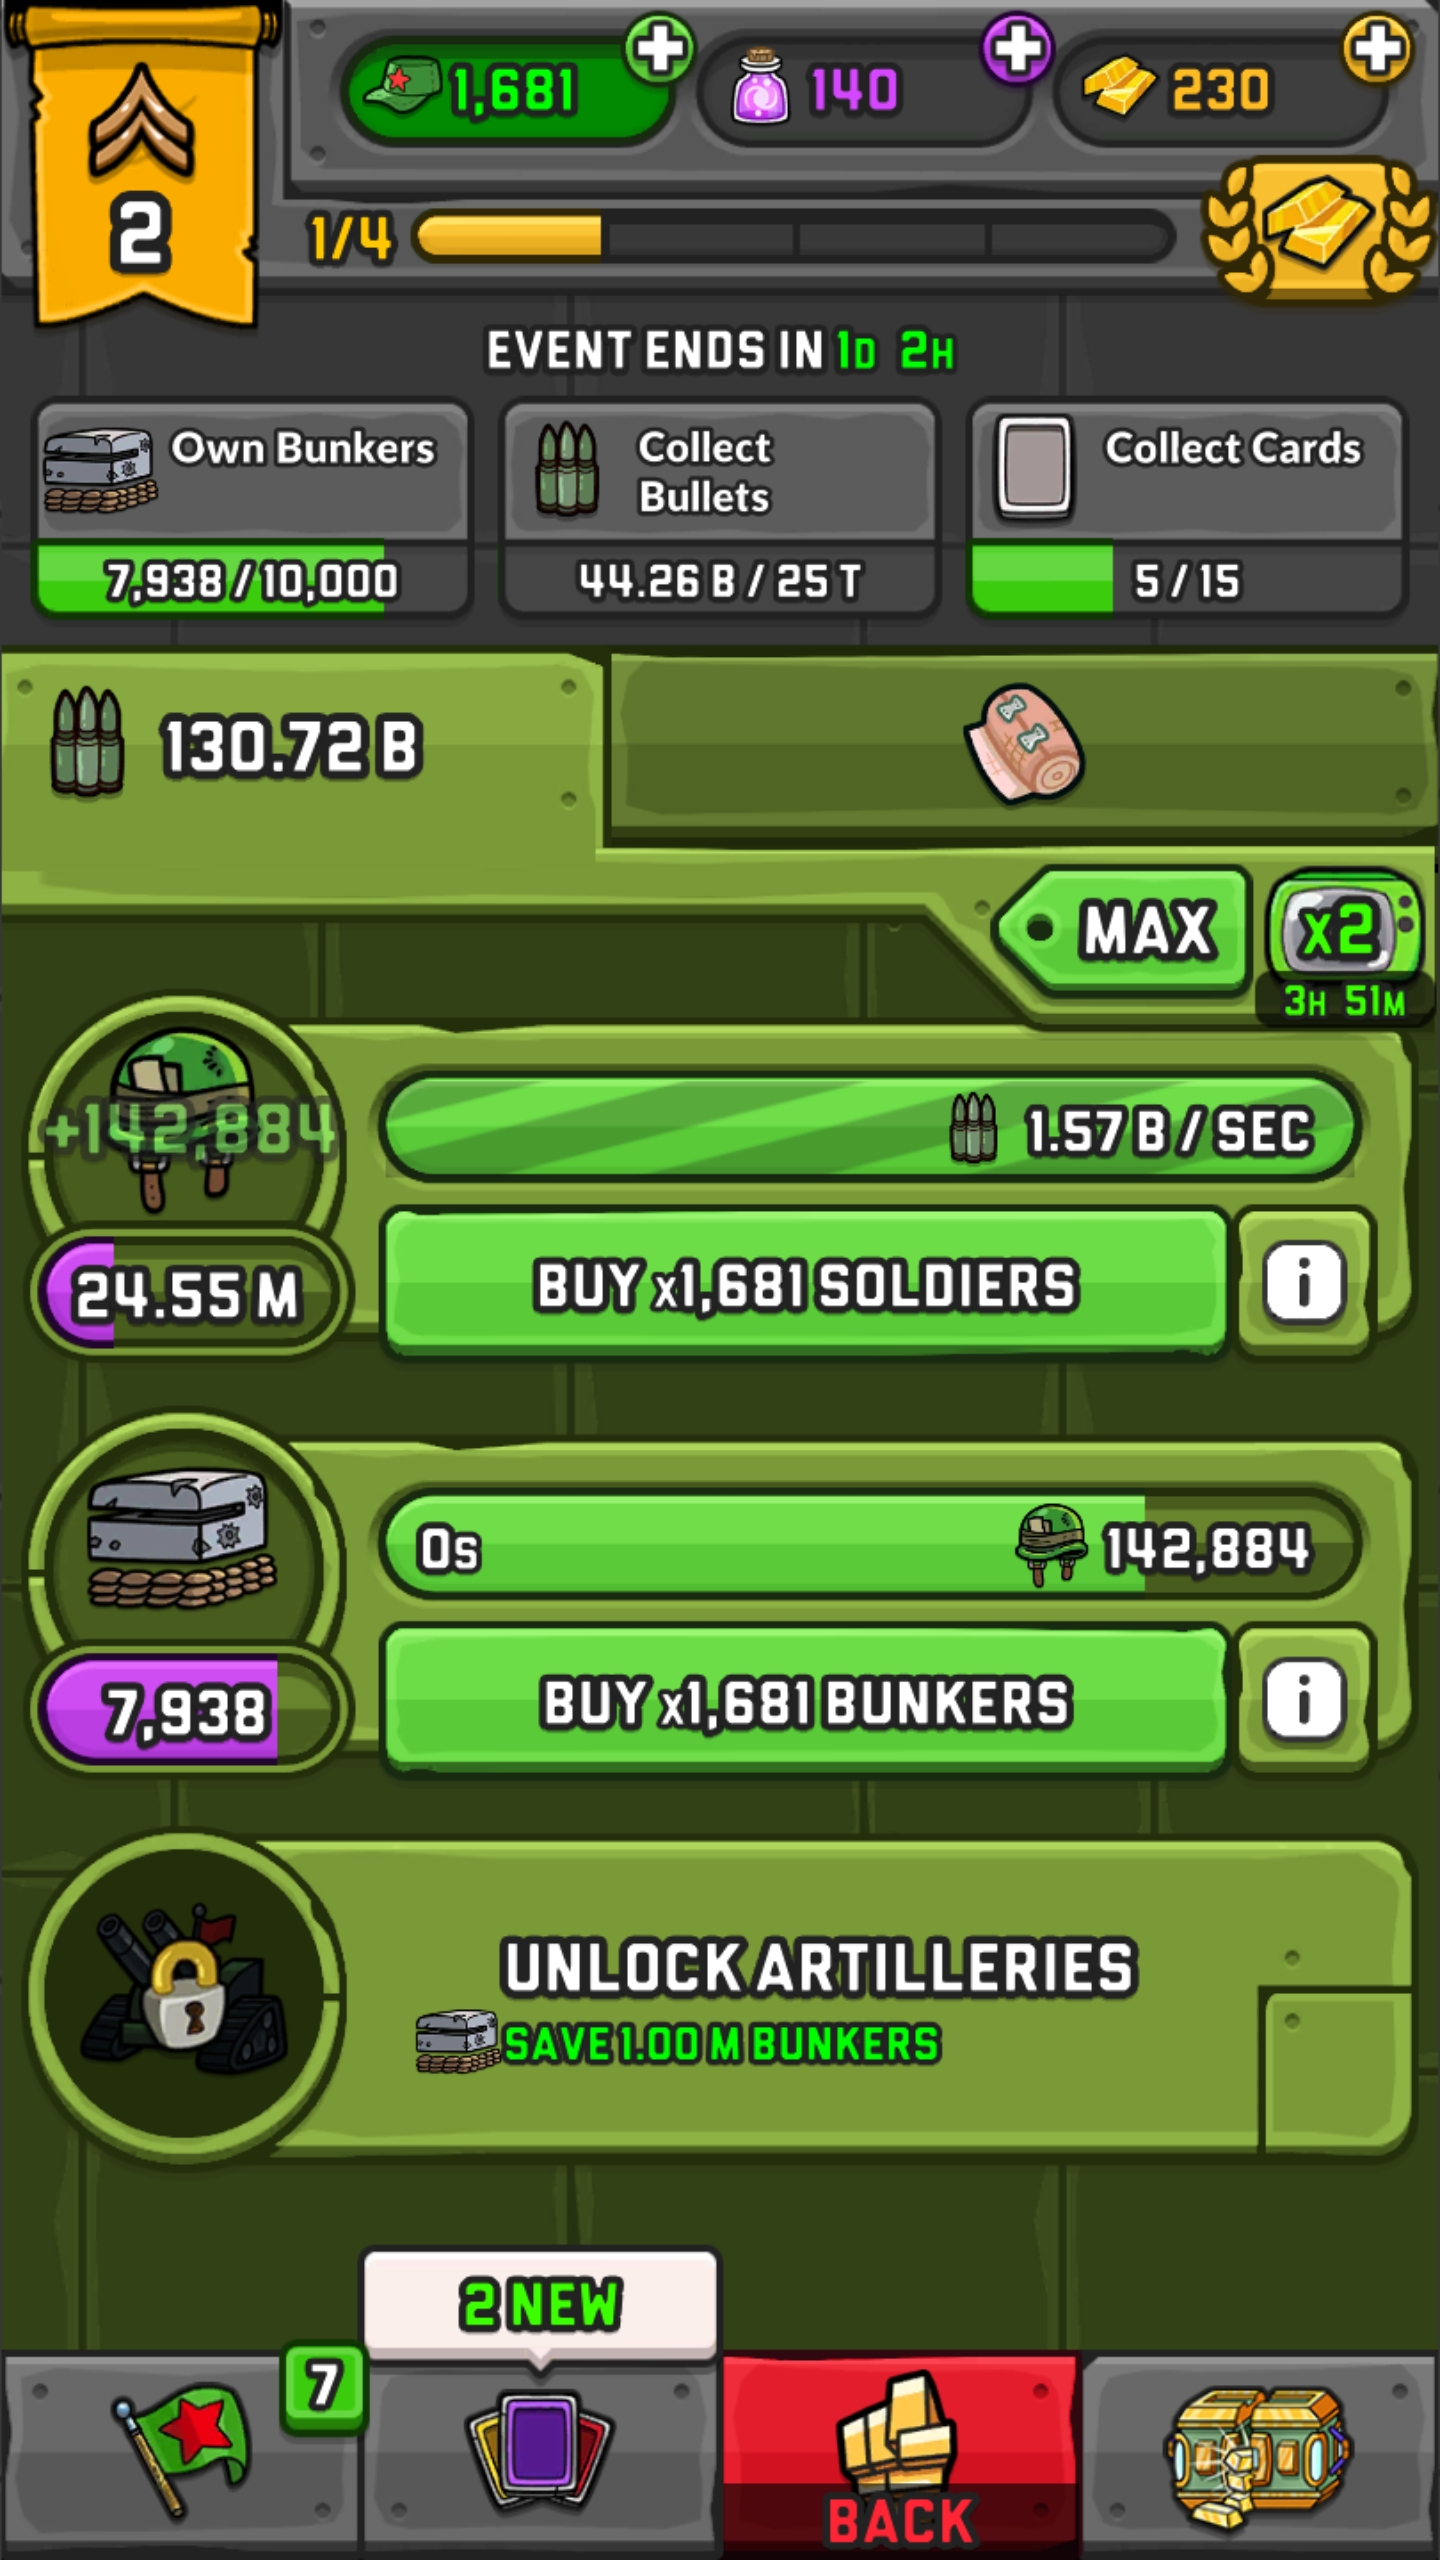 1,681
140
230
2
1/4
EVENT ENDS IN 1D 2H
Own Bunkers
7,938 / 10,000
Collect
Bullets
44.26 B / 25 T
Collect Cards
5 / 15
130.72 B
MAX
x2
3H 51M
+142,884
1.57 B / SEC
24.55 M
BUY x1,681 SOLDIERS
i
0s
142,884
7,938
BUY x1,681 BUNKERS
i
UNLOCK ARTILLERIES
SAVE 1.00 M BUNKERS
2 NEW
7
BACK